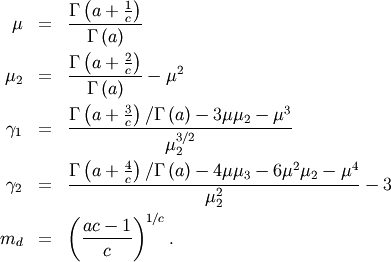 μ = Γ(a + 1/c) / Γ(a)
μ₂ = Γ(a + 2/c) / Γ(a) − μ²
γ₁ = (Γ(a + 3/c) /Γ(a) − 3μμ₂ − μ³) / μ₂^{3/2}
γ₂ = (Γ(a + 4/c) /Γ(a) − 4μμ₃ − 6μ²μ₂ − μ⁴) / μ₂² − 3
m_d = ((ac − 1) / c)^{1/c} .